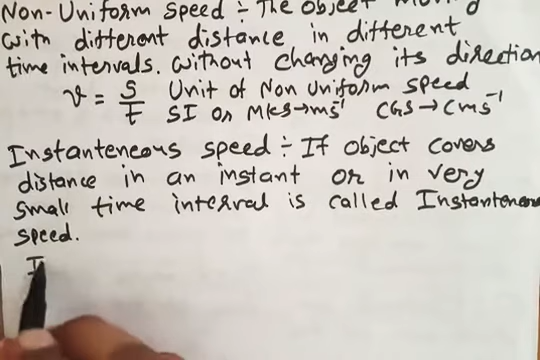 Non-Uniform speed ÷ The object moving
with different distance in different
time intervals. without changing its direction
v = s/t Unit of Non Uniform speed
SI or MKS→ms⁻¹ CGS→Cms⁻¹
Instanteneous speed ÷ If object covers
distance in an instant or in very
small time interval is called Instanteneous
speed.
I